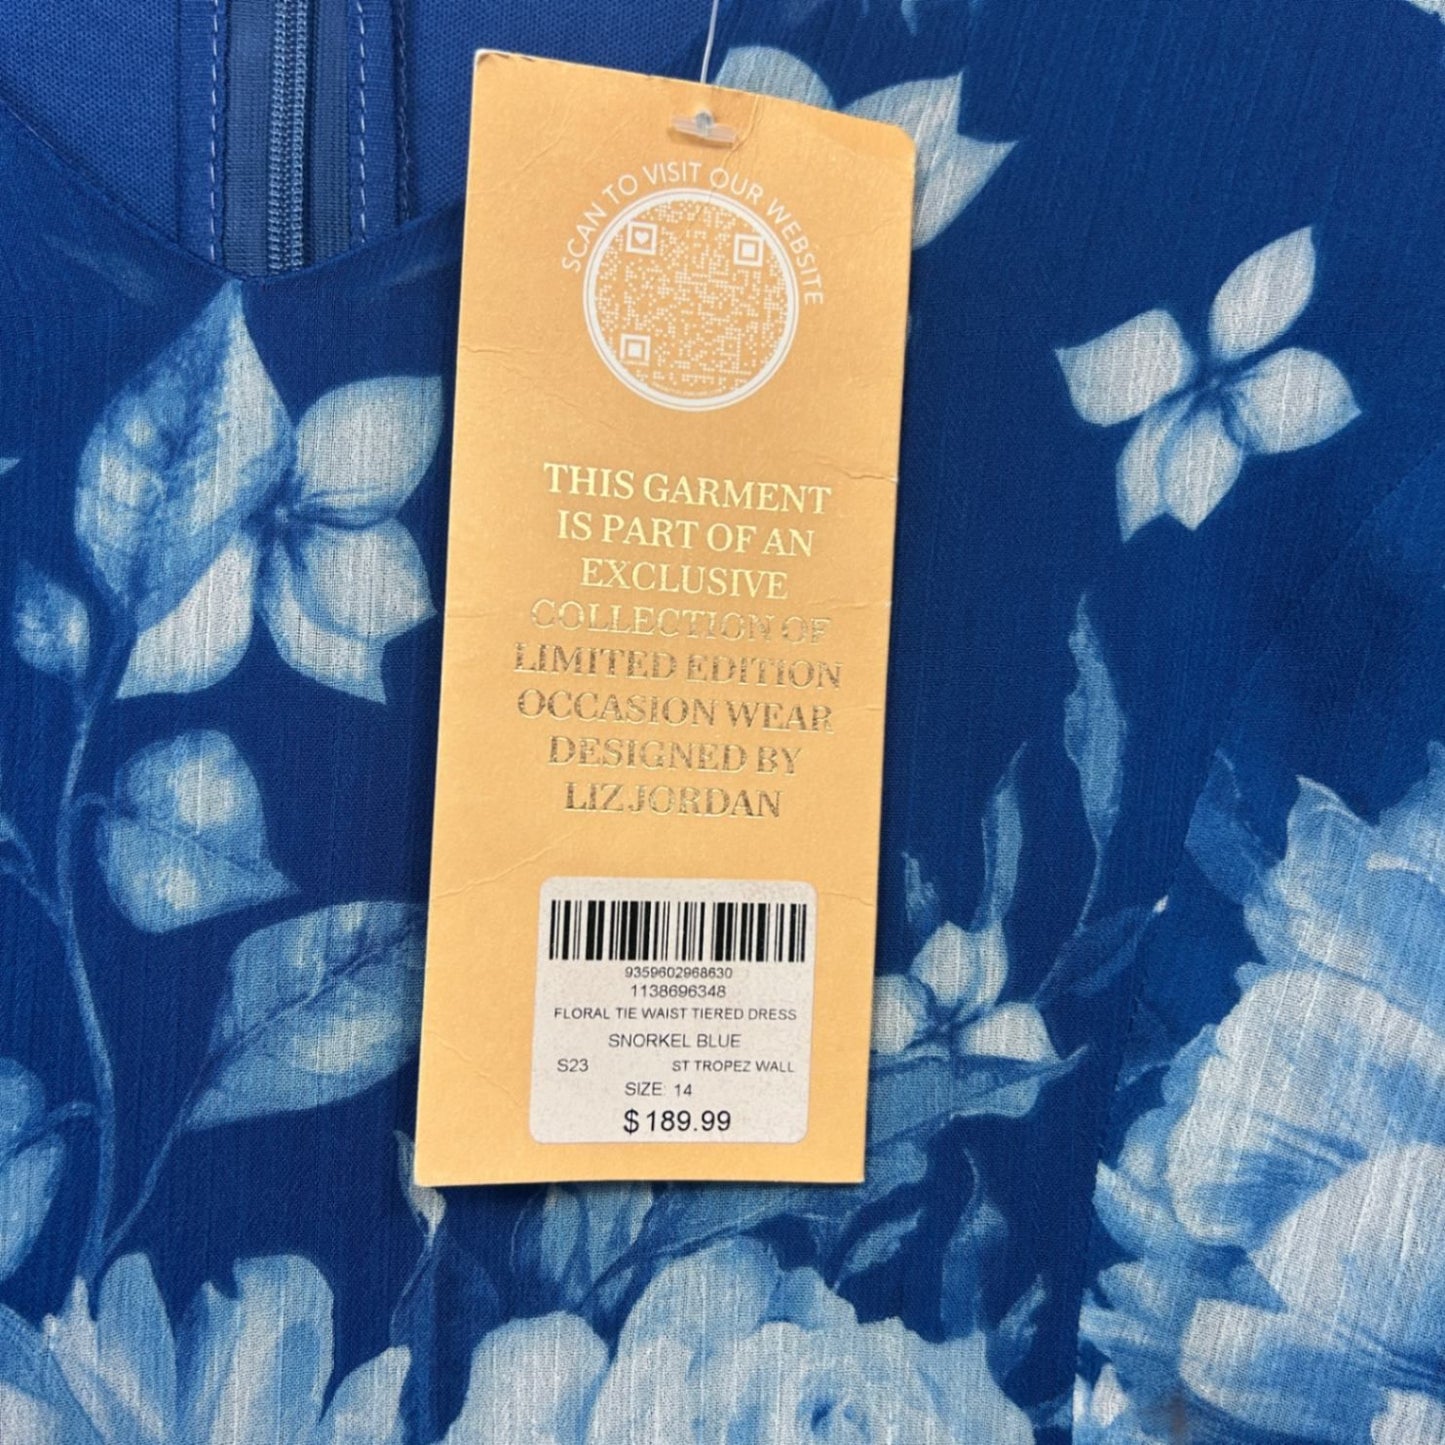 SCAN TO VISIT OUR WEBSITE
THIS GARMENT
IS PART OF AN
EXCLUSIVE
COLLECTION OF
LIMITED EDITION
OCCASION WEAR
DESIGNED BY
LIZ JORDAN
9359602968630
1138696348
FLORAL TIE WAIST TIERED DRESS
SNORKEL BLUE
S23 ST TROPEZ WALL
SIZE: 14
$189.99